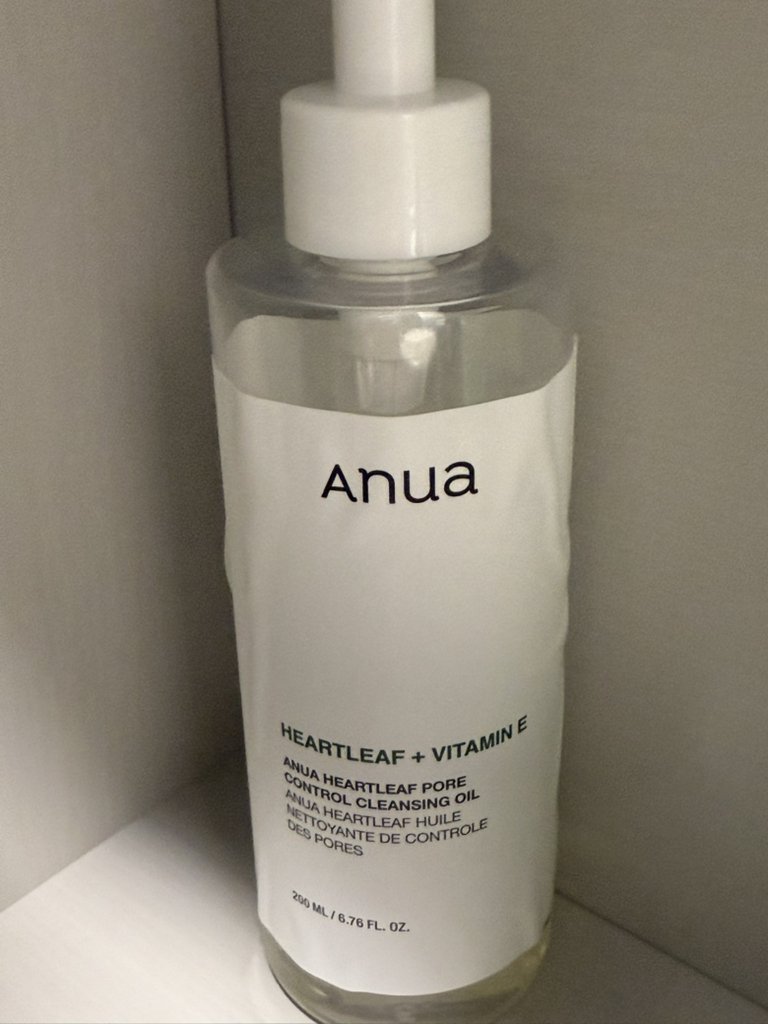 Anua
HEARTLEAF + VITAMIN E
ANUA HEARTLEAF PORE
CONTROL CLEANSING OIL
ANUA HEARTLEAF HUILE
NETTOYANTE DE CONTROLE
DES PORES
200 ML / 6.76 FL. OZ.